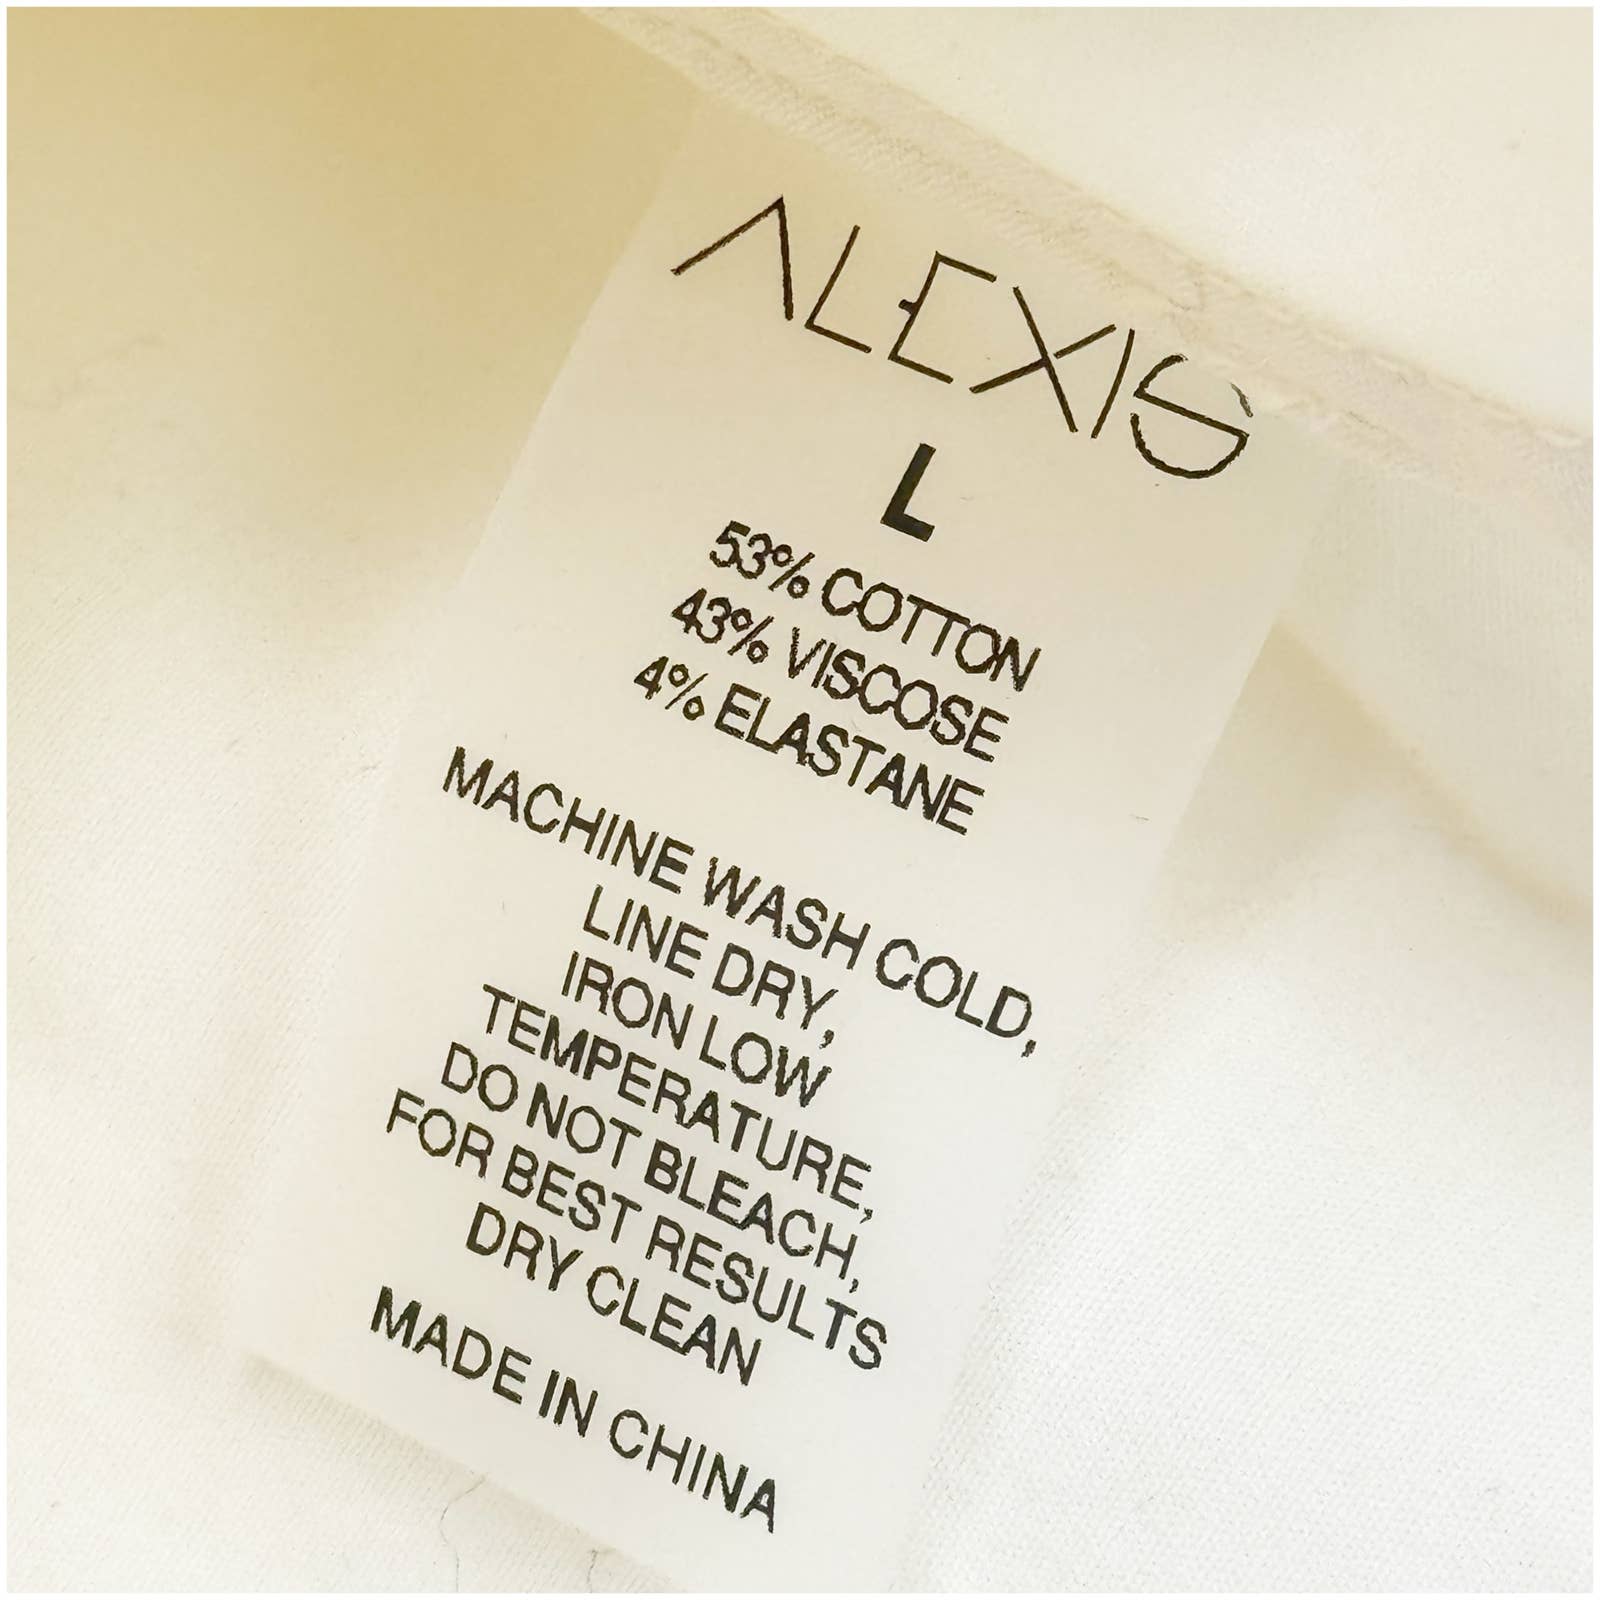 ALEXIS
L
53% COTTON
43% VISCOSE
4% ELASTANE
MACHINE WASH COLD,
LINE DRY,
IRON LOW
TEMPERATURE,
DO NOT BLEACH,
FOR BEST RESULTS
DRY CLEAN
MADE IN CHINA